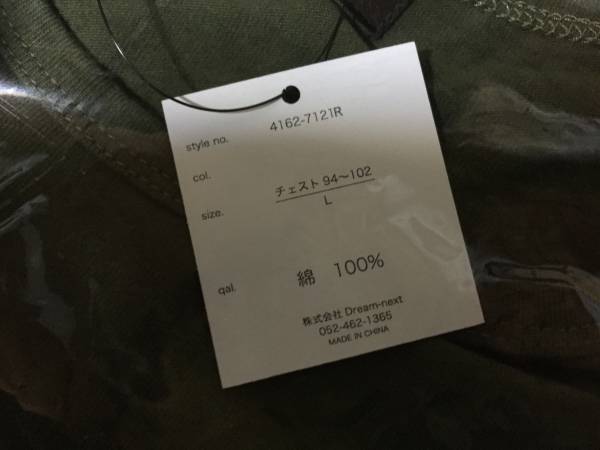 style no. 4162-7121R
col.
チェスト 94〜102
size.
L
qal. 綿 100%
株式会社 Dream-next
052-462-1365
MADE IN CHINA